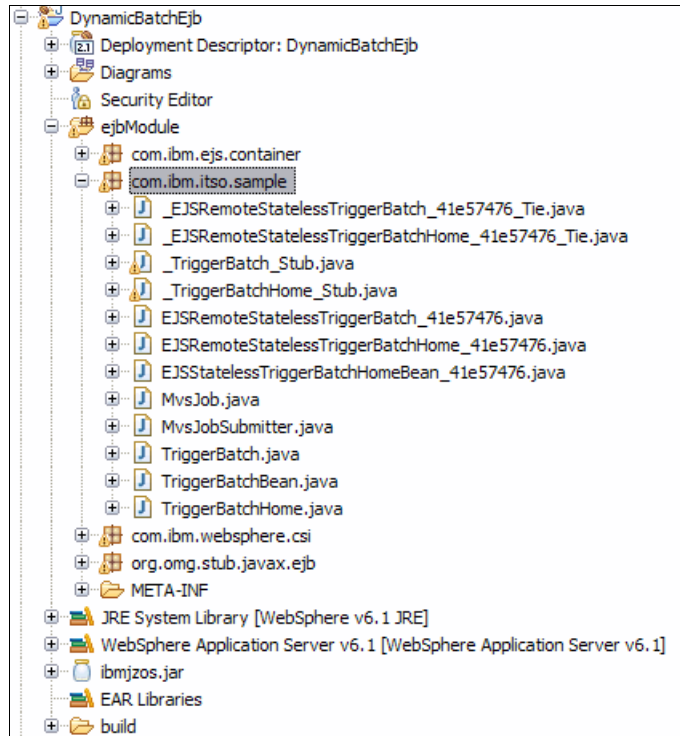 DynamicBatchEjb
2.1 Deployment Descriptor: DynamicBatchEjb
Diagrams
Security Editor
ejbModule
com.ibm.ejs.container
com.ibm.itso.sample
J _EJSRemoteStatelessTriggerBatch_41e57476_Tie.java
J _EJSRemoteStatelessTriggerBatchHome_41e57476_Tie.java
J _TriggerBatch_Stub.java
J _TriggerBatchHome_Stub.java
J EJSRemoteStatelessTriggerBatch_41e57476.java
J EJSRemoteStatelessTriggerBatchHome_41e57476.java
J EJSStatelessTriggerBatchHomeBean_41e57476.java
J MvsJob.java
J MvsJobSubmitter.java
J TriggerBatch.java
J TriggerBatchBean.java
J TriggerBatchHome.java
com.ibm.websphere.csi
org.omg.stub.javax.ejb
META-INF
JRE System Library [WebSphere v6.1 JRE]
WebSphere Application Server v6.1 [WebSphere Application Server v6.1]
ibmjzos.jar
EAR Libraries
build